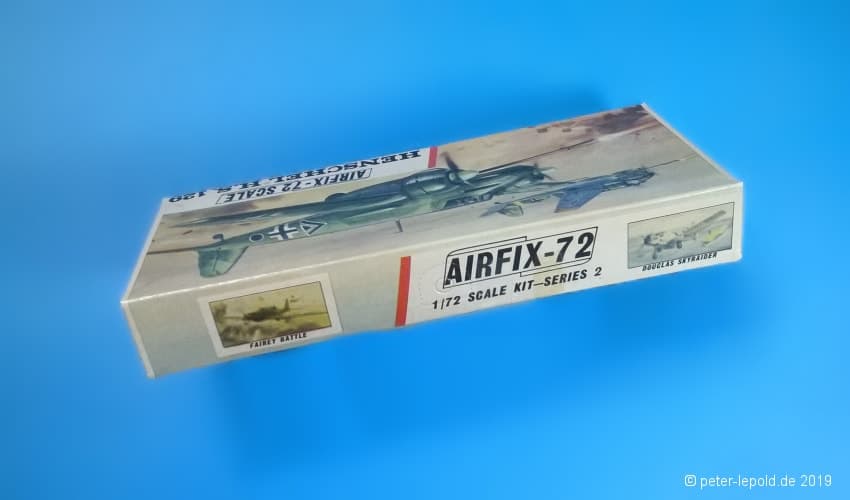 HENSCHEL H.S. 129
AIRFIX-72 SCALE
AIRFIX-72
1/72 SCALE KIT—SERIES 2
DOUGLAS SKYRAIDER
FAIREY BATTLE
© peter-lepold.de 2019